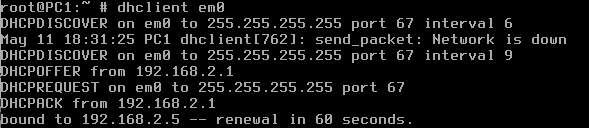 root@PC1:~ # dhclient em0
DHCPDISCOVER on em0 to 255.255.255.255 port 67 interval 6
May 11 18:31:25 PC1 dhclient[762]: send_packet: Network is down
DHCPDISCOVER on em0 to 255.255.255.255 port 67 interval 9
DHCPOFFER from 192.168.2.1
DHCPREQUEST on em0 to 255.255.255.255 port 67
DHCPACK from 192.168.2.1
bound to 192.168.2.5 -- renewal in 60 seconds.